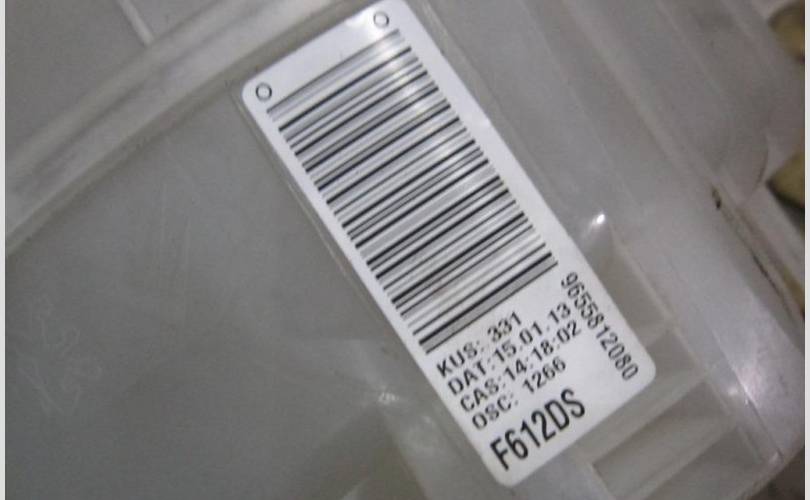 KUS: 331
DAT:15.01.13
CAS:14:18:02
OSC: 1266
F612DS
9655812080